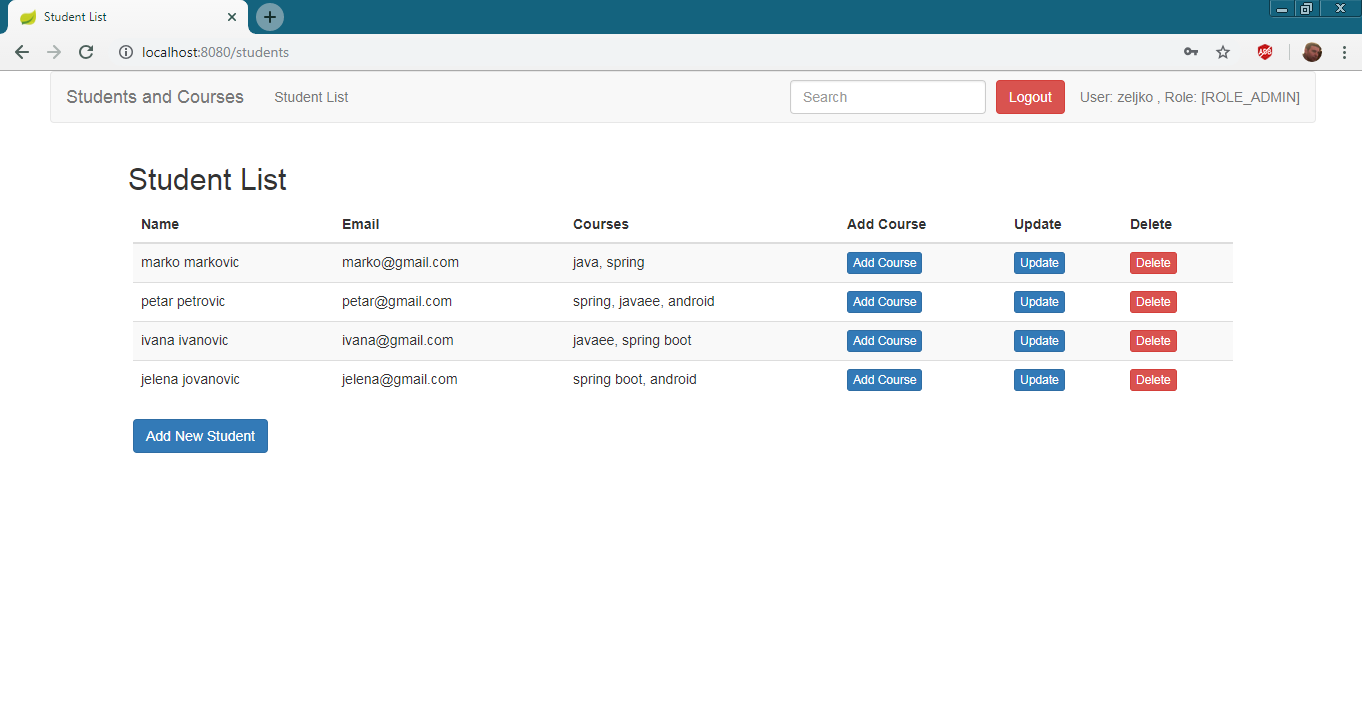 Student List
localhost:8080/students
ABP
Students and Courses Student List Search Logout User: zeljko , Role: [ROLE_ADMIN]
Student List
Name Email Courses Add Course Update Delete
marko markovic marko@gmail.com java, spring Add Course Update Delete
petar petrovic petar@gmail.com spring, javaee, android Add Course Update Delete
ivana ivanovic ivana@gmail.com javaee, spring boot Add Course Update Delete
jelena jovanovic jelena@gmail.com spring boot, android Add Course Update Delete
Add New Student